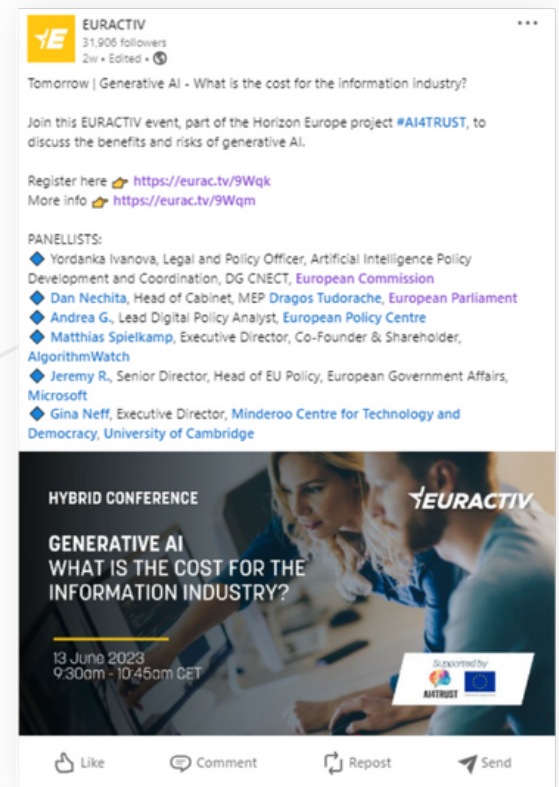 EURACTIV
31,906 followers
2w • Edited •
Tomorrow | Generative AI - What is the cost for the information industry?
Join this EURACTIV event, part of the Horizon Europe project #AI4TRUST, to
discuss the benefits and risks of generative AI.
Register here 👉 https://eurac.tv/9Wqk
More info 👉 https://eurac.tv/9Wqm
PANELLISTS:
🔷 Yordanka Ivanova, Legal and Policy Officer, Artificial Intelligence Policy
Development and Coordination, DG CNECT, European Commission
🔷 Dan Nechita, Head of Cabinet, MEP Dragos Tudorache, European Parliament
🔷 Andrea G., Lead Digital Policy Analyst, European Policy Centre
🔷 Matthias Spielkamp, Executive Director, Co-Founder & Shareholder,
AlgorithmWatch
🔷 Jeremy R., Senior Director, Head of EU Policy, European Government Affairs,
Microsoft
🔷 Gina Neff, Executive Director, Minderoo Centre for Technology and
Democracy, University of Cambridge
HYBRID CONFERENCE
EURACTIV
GENERATIVE AI
WHAT IS THE COST FOR THE
INFORMATION INDUSTRY?
13 June 2023
9:30am - 10:45am CET
Supported by
AI4TRUST
Like
Comment
Repost
Send